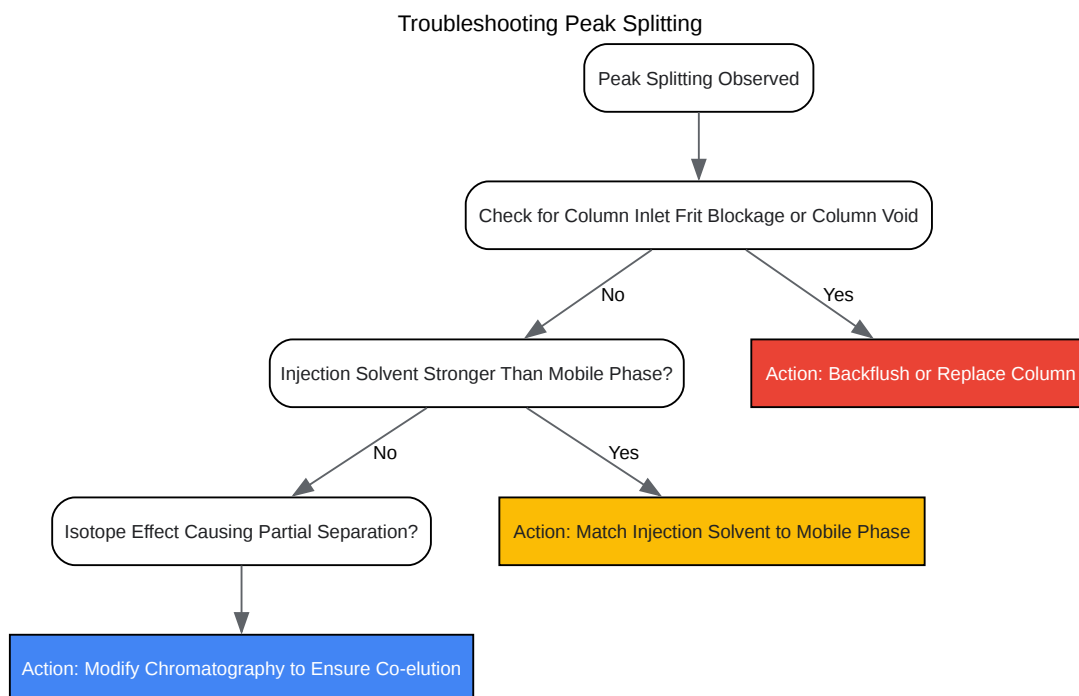 Troubleshooting Peak Splitting
Peak Splitting Observed
Check for Column Inlet Frit Blockage or Column Void
No
Yes
Injection Solvent Stronger Than Mobile Phase?
Action: Backflush or Replace Column
No
Yes
Isotope Effect Causing Partial Separation?
Action: Match Injection Solvent to Mobile Phase
Action: Modify Chromatography to Ensure Co-elution